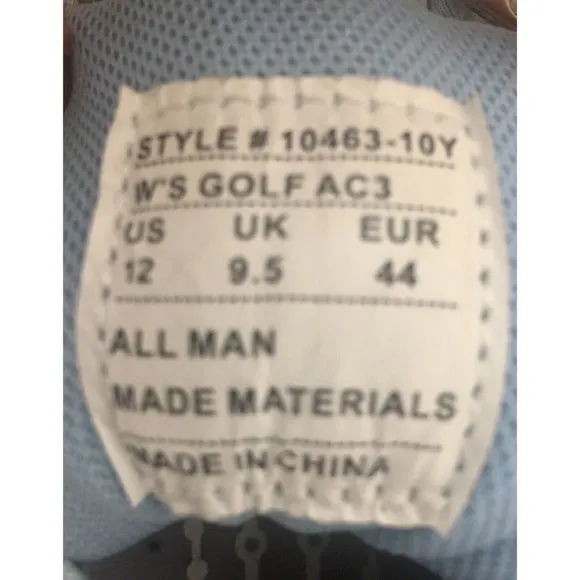 STYLE # 10463-10Y
W'S GOLF AC3
US UK EUR
12 9.5 44
ALL MAN
MADE MATERIALS
MADE IN CHINA